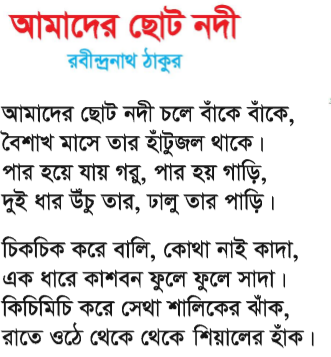 আমাদের ছোট নদী
রবীন্দ্রনাথ ঠাকুর
আমাদের ছোট নদী চলে বাঁকে বাঁকে,
বৈশাখ মাসে তার হাঁটুজল থাকে।
পার হয়ে যায় গরু, পার হয় গাড়ি,
দুই ধার উঁচু তার, ঢালু তার পাড়ি।
চিকচিক করে বালি, কোথা নাই কাদা,
এক ধারে কাশবন ফুলে ফুলে সাদা।
কিচিমিচি করে সেথা শালিকের ঝাঁক,
রাতে ওঠে থেকে থেকে শিয়ালের হাঁক।